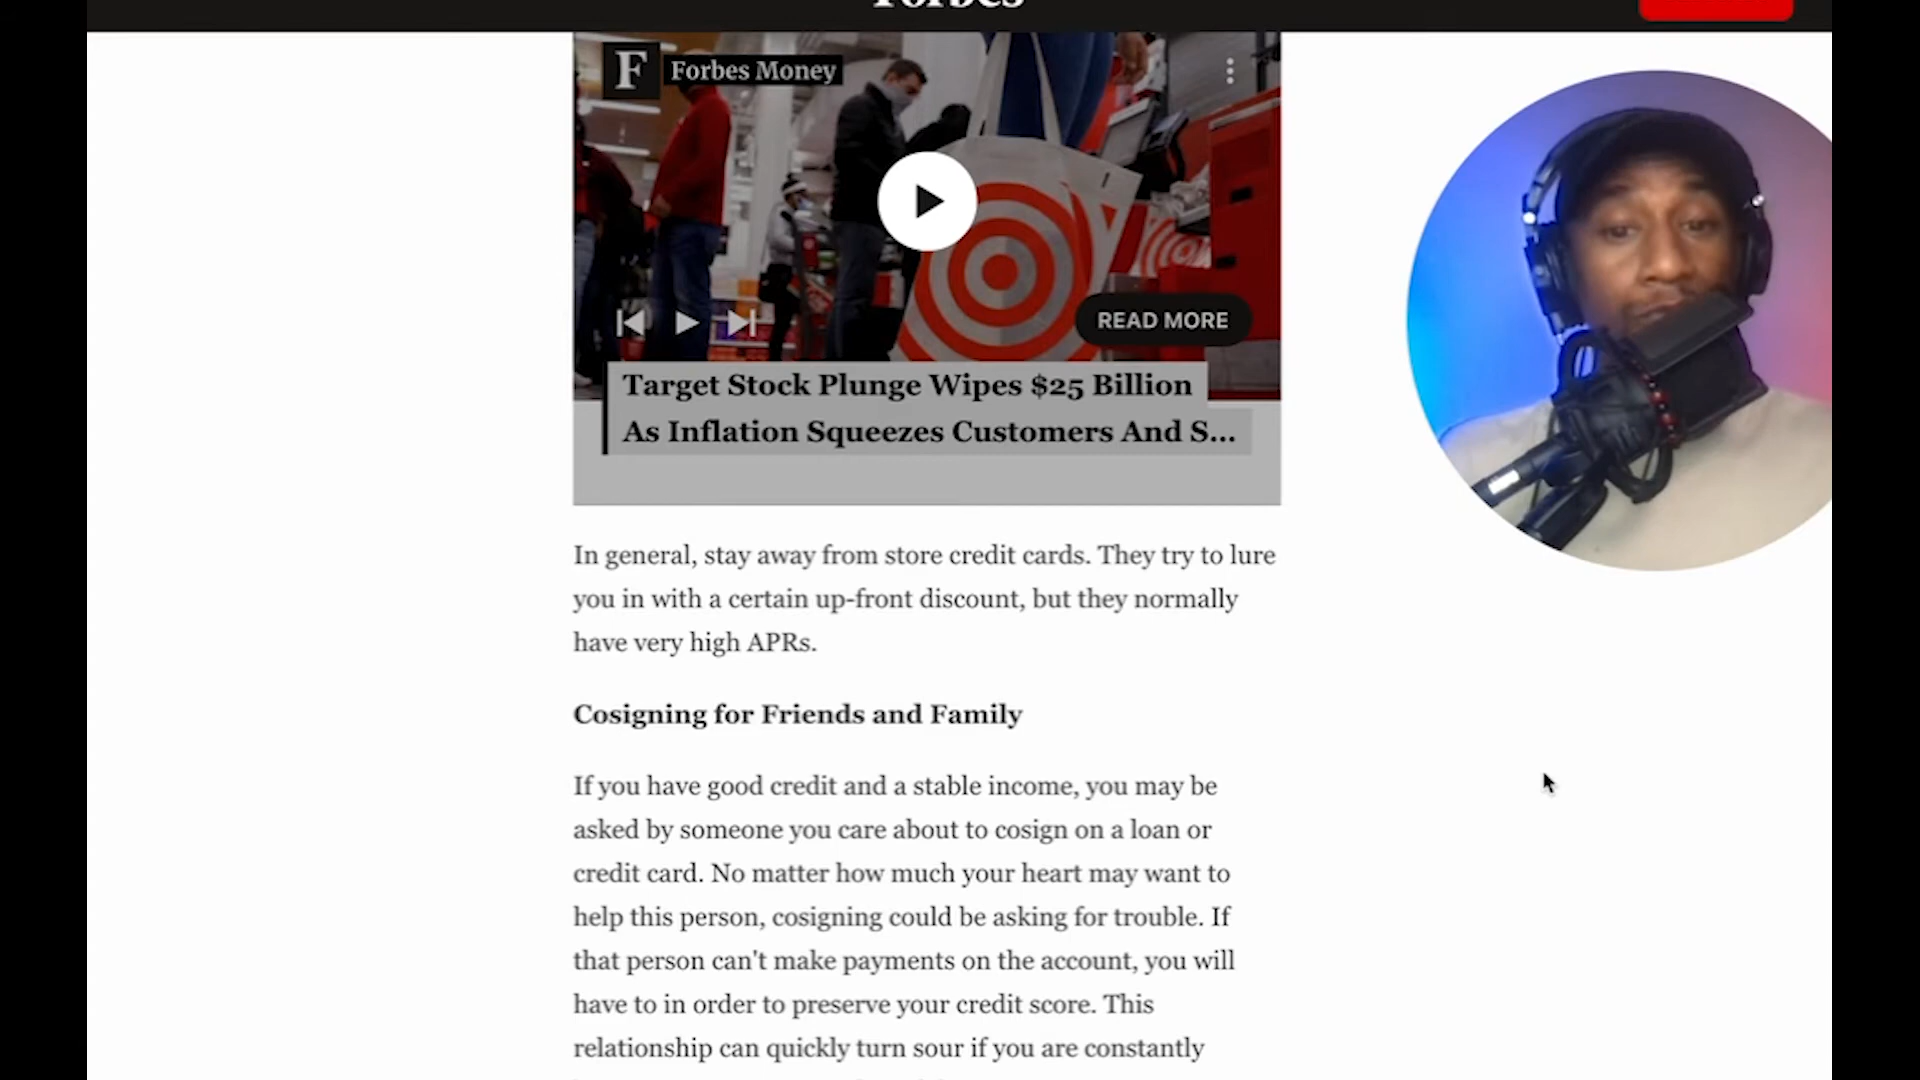 Forbes
F Forbes Money
READ MORE
Target Stock Plunge Wipes $25 Billion
As Inflation Squeezes Customers And S...
In general, stay away from store credit cards. They try to lure
you in with a certain up-front discount, but they normally
have very high APRs.
Cosigning for Friends and Family
If you have good credit and a stable income, you may be
asked by someone you care about to cosign on a loan or
credit card. No matter how much your heart may want to
help this person, cosigning could be asking for trouble. If
that person can't make payments on the account, you will
have to in order to preserve your credit score. This
relationship can quickly turn sour if you are constantly